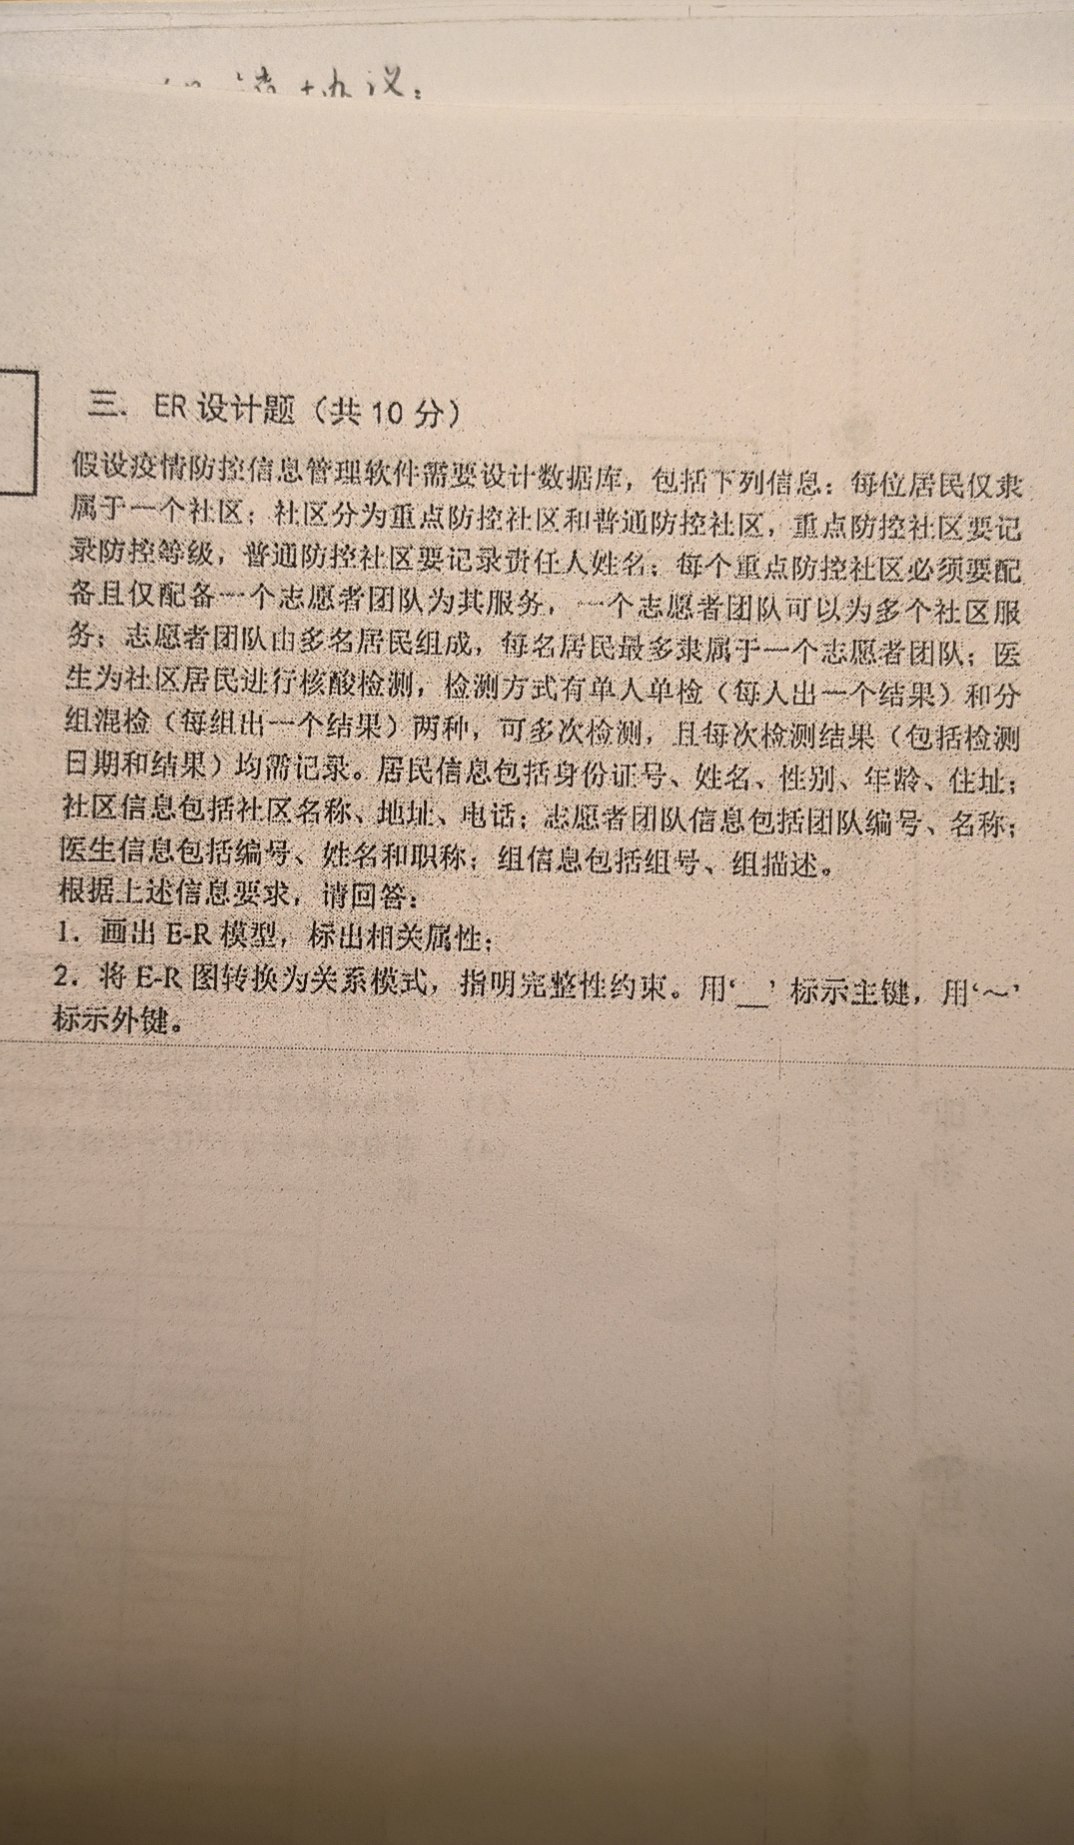 协议：
三．ER 设计题（共 10 分）
假设疫情防控信息管理软件需要设计数据库，包括下列信息：每位居民仅隶
属于一个社区；社区分为重点防控社区和普通防控社区，重点防控社区要记
录防控等级，普通防控社区要记录责任人姓名；每个重点防控社区必须要配
备且仅配备一个志愿者团队为其服务，一个志愿者团队可以为多个社区服
务；志愿者团队由多名居民组成，每名居民最多隶属于一个志愿者团队；医
生为社区居民进行核酸检测，检测方式有单人单检（每人出一个结果）和分
组混检（每组出一个结果）两种，可多次检测，且每次检测结果（包括检测
日期和结果）均需记录。居民信息包括身份证号、姓名、性别、年龄、住址；
社区信息包括社区名称、地址、电话；志愿者团队信息包括团队编号、名称；
医生信息包括编号、姓名和职称；组信息包括组号、组描述。
根据上述信息要求，请回答：
1．画出 E-R 模型，标出相关属性；
2．将 E-R 图转换为关系模式，指明完整性约束。用‘__’ 标示主键，用‘～’
标示外键。